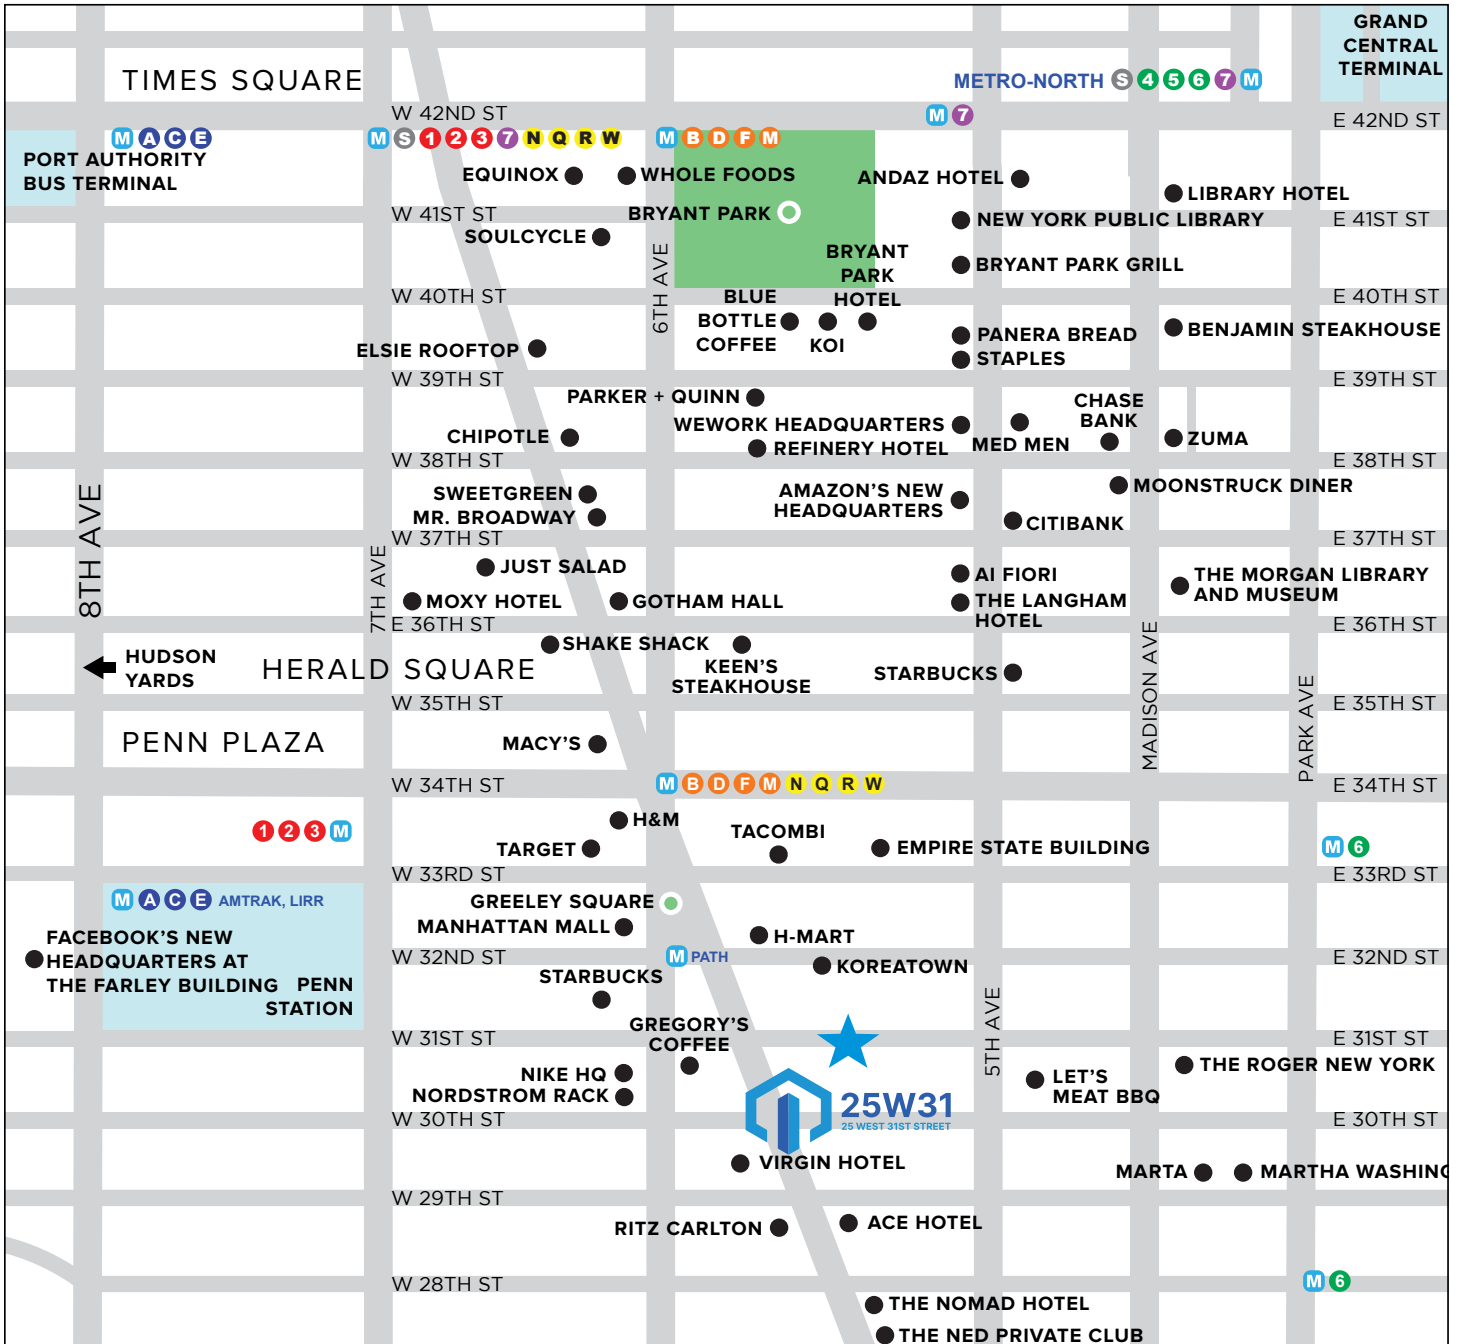 GRAND
CENTRAL
TERMINAL
TIMES SQUARE
METRO-NORTH S 4 5 6 7 M
W 42ND ST
M 7
E 42ND ST
M A C E
M S 1 2 3 7 N Q R W
M B D F M
PORT AUTHORITY
BUS TERMINAL
EQUINOX
WHOLE FOODS
ANDAZ HOTEL
LIBRARY HOTEL
W 41ST ST
BRYANT PARK
NEW YORK PUBLIC LIBRARY
E 41ST ST
SOULCYCLE
6TH AVE
BRYANT
PARK
HOTEL
BRYANT PARK GRILL
W 40TH ST
E 40TH ST
BLUE
BOTTLE
COFFEE
KOI
PANERA BREAD
STAPLES
BENJAMIN STEAKHOUSE
ELSIE ROOFTOP
W 39TH ST
E 39TH ST
PARKER + QUINN
WEWORK HEADQUARTERS
MED MEN
CHASE
BANK
ZUMA
CHIPOTLE
REFINERY HOTEL
W 38TH ST
E 38TH ST
SWEETGREEN
MR. BROADWAY
AMAZON'S NEW
HEADQUARTERS
MOONSTRUCK DINER
CITIBANK
8TH AVE
7TH AVE
W 37TH ST
E 37TH ST
JUST SALAD
AI FIORI
THE MORGAN LIBRARY
AND MUSEUM
MOXY HOTEL
GOTHAM HALL
THE LANGHAM
HOTEL
E 36TH ST
E 36TH ST
HUDSON
YARDS
HERALD SQUARE
SHAKE SHACK
KEEN'S
STEAKHOUSE
STARBUCKS
MADISON AVE
PARK AVE
W 35TH ST
E 35TH ST
PENN PLAZA
MACY'S
W 34TH ST
M B D F M N Q R W
E 34TH ST
1 2 3 M
H&M
TARGET
TACOMBI
EMPIRE STATE BUILDING
M 6
W 33RD ST
E 33RD ST
M A C E AMTRAK, LIRR
GREELEY SQUARE
MANHATTAN MALL
H-MART
FACEBOOK'S NEW
HEADQUARTERS AT
THE FARLEY BUILDING
PENN
STATION
W 32ND ST
M PATH
KOREATOWN
E 32ND ST
STARBUCKS
5TH AVE
GREGORY'S
COFFEE
W 31ST ST
E 31ST ST
NIKE HQ
NORDSTROM RACK
25W31
25 WEST 31ST STREET
LET'S
MEAT BBQ
THE ROGER NEW YORK
W 30TH ST
E 30TH ST
VIRGIN HOTEL
MARTA
MARTHA WASHING
W 29TH ST
RITZ CARLTON
ACE HOTEL
W 28TH ST
M 6
THE NOMAD HOTEL
THE NED PRIVATE CLUB